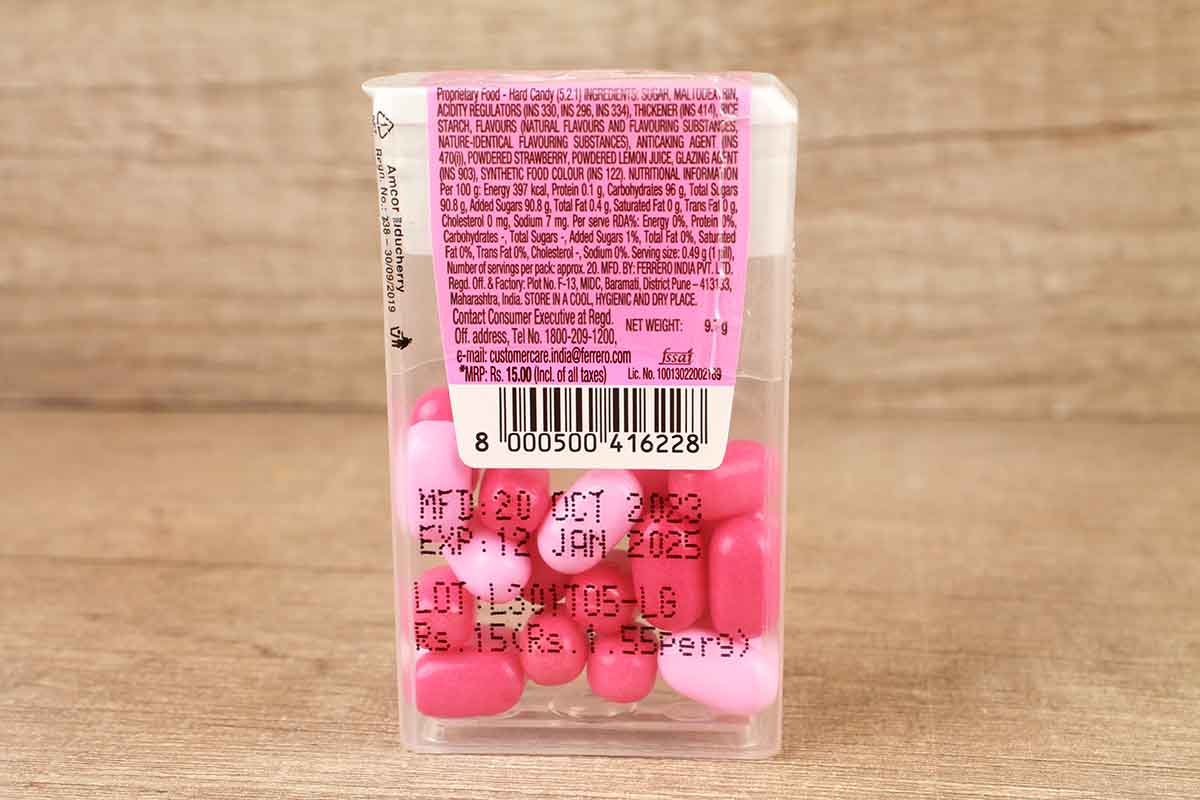 Proprietary Food - Hard Candy (5.2.1) INGREDIENTS: SUGAR, MALTODEXTRIN,
ACIDITY REGULATORS (INS 330, INS 296, INS 334), THICKENER (INS 414), RICE
STARCH, FLAVOURS (NATURAL FLAVOURS AND FLAVOURING SUBSTANCES,
NATURE-IDENTICAL FLAVOURING SUBSTANCES), ANTICAKING AGENT (INS
470(i)), POWDERED STRAWBERRY, POWDERED LEMON JUICE, GLAZING AGENT
(INS 903), SYNTHETIC FOOD COLOUR (INS 122). NUTRITIONAL INFORMATION
Per 100 g: Energy 397 kcal, Protein 0.1 g, Carbohydrates 96 g, Total Sugars
90.8 g, Added Sugars 90.8 g, Total Fat 0.4 g, Saturated Fat 0 g, Trans Fat 0 g,
Cholesterol 0 mg, Sodium 7 mg. Per serve RDA%: Energy 0%, Protein 0%,
Carbohydrates -, Total Sugars -, Added Sugars 1%, Total Fat 0%, Saturated
Fat 0%, Trans Fat 0%, Cholesterol -, Sodium 0%. Serving size: 0.49 g (1 pill),
Number of servings per pack: approx. 20. MFD. BY: FERRERO INDIA PVT. LTD.
Regd. Off. & Factory: Plot No. F-13, MIDC, Baramati, District Pune – 413133,
Maharashtra, India. STORE IN A COOL, HYGIENIC AND DRY PLACE.
Contact Consumer Executive at Regd.
Off. address, Tel No. 1800-209-1200,
e-mail: customercare.india@ferrero.com
*MRP: Rs. 15.00 (Incl. of all taxes)
NET WEIGHT: g
fssai
Lic. No. 10013022002189
8 000500 416228
MFD:20 OCT 2023
EXP:12 JAN 2025
LOT:L301T05-LG
Rs.15(Rs.1.55perg)
Amcor
Regn. No.: - 30/09/2019